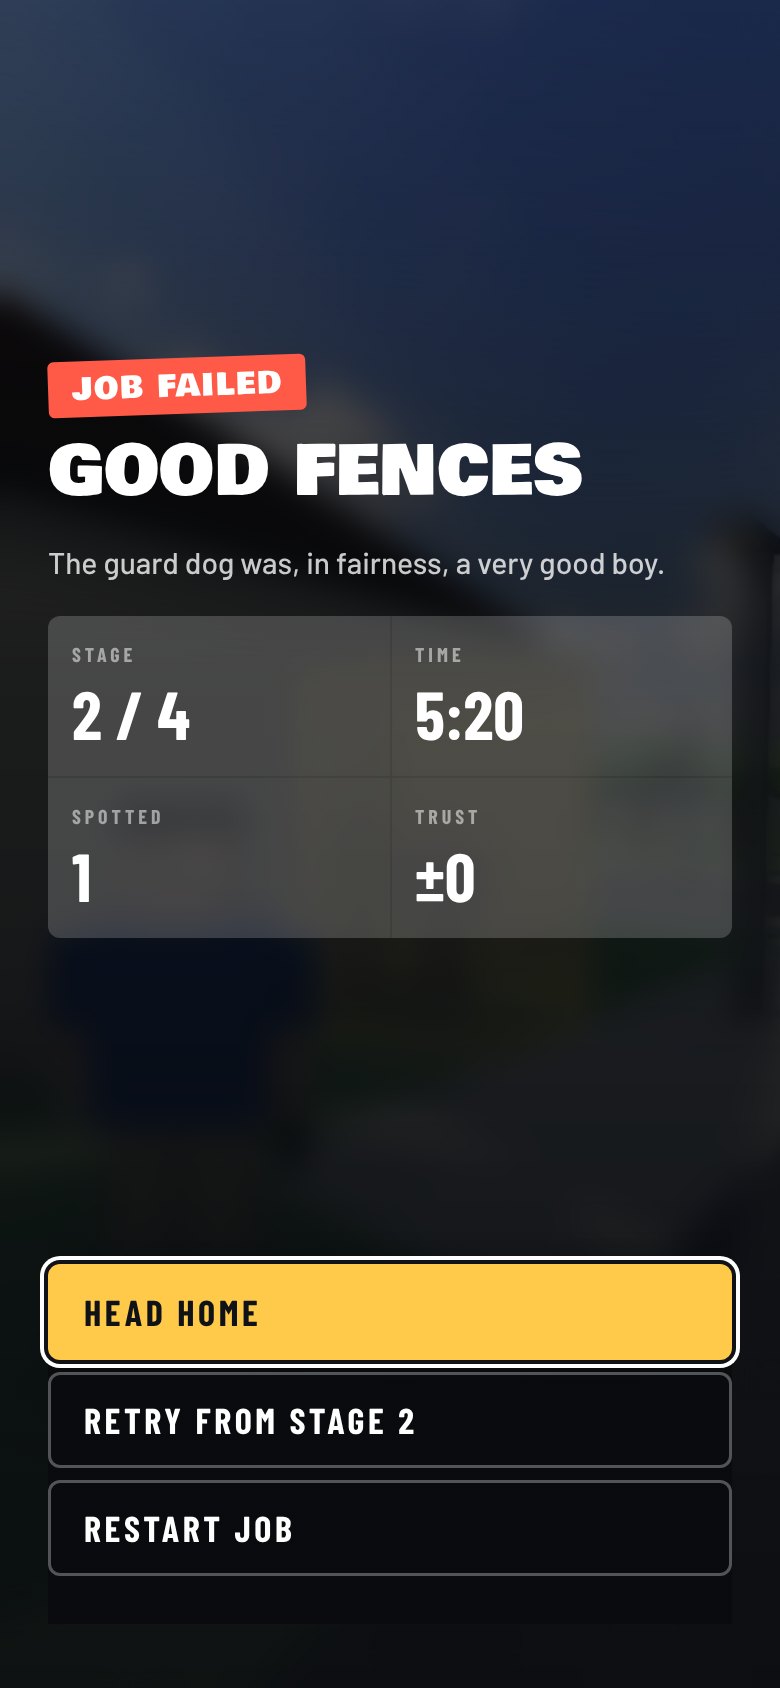 JOB FAILED
GOOD FENCES
The guard dog was, in fairness, a very good boy.
STAGE
2 / 4
TIME
5:20
SPOTTED
1
TRUST
±0
HEAD HOME
RETRY FROM STAGE 2
RESTART JOB